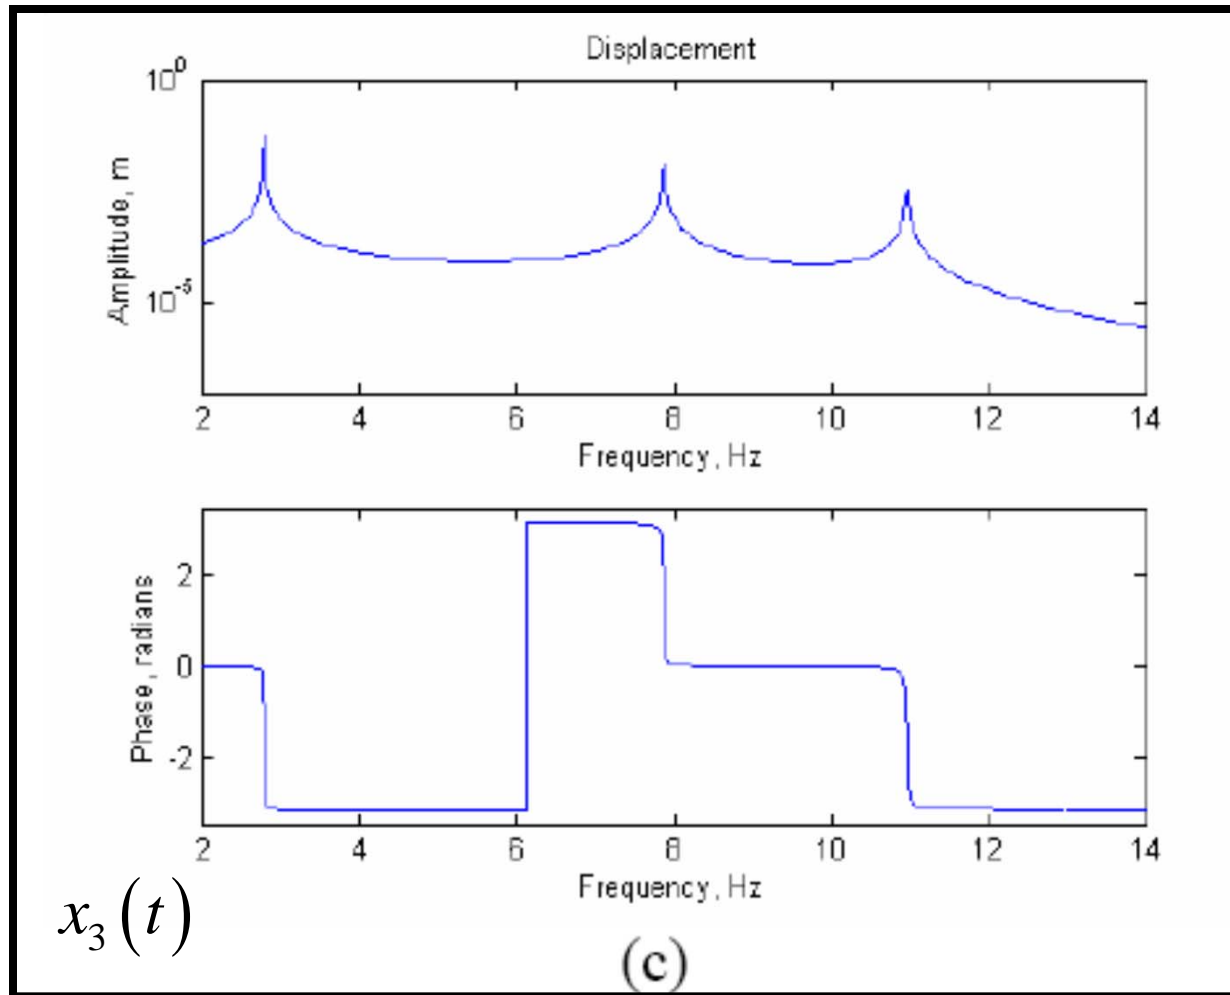 Displacement
10^0
Amplitude, m
10^-5
2 4 6 8 10 12 14
Frequency, Hz
2
Phase, radians
0
-2
2 4 6 8 10 12 14
Frequency, Hz
x_3(t)
(c)